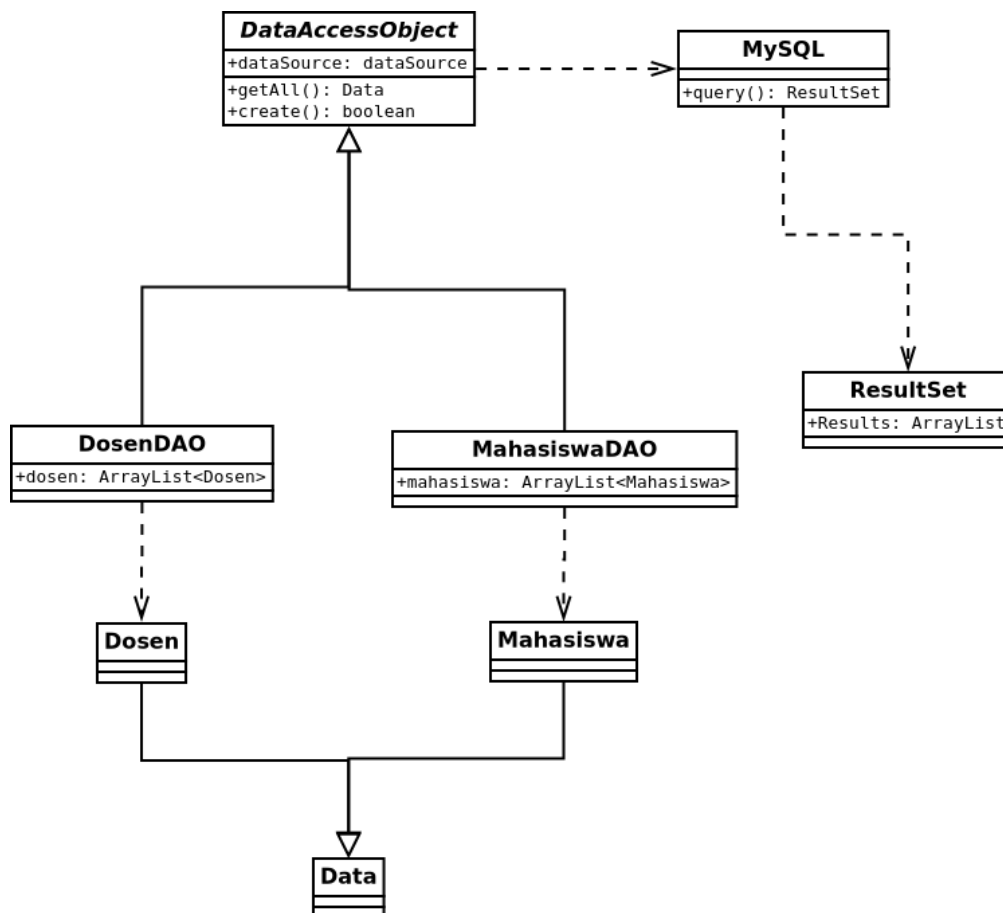 DataAccessObject
+dataSource: dataSource
+getAll(): Data
+create(): boolean
MySQL
+query(): ResultSet
ResultSet
+Results: ArrayList
DosenDAO
+dosen: ArrayList<Dosen>
MahasiswaDAO
+mahasiswa: ArrayList<Mahasiswa>
Dosen
Mahasiswa
Data